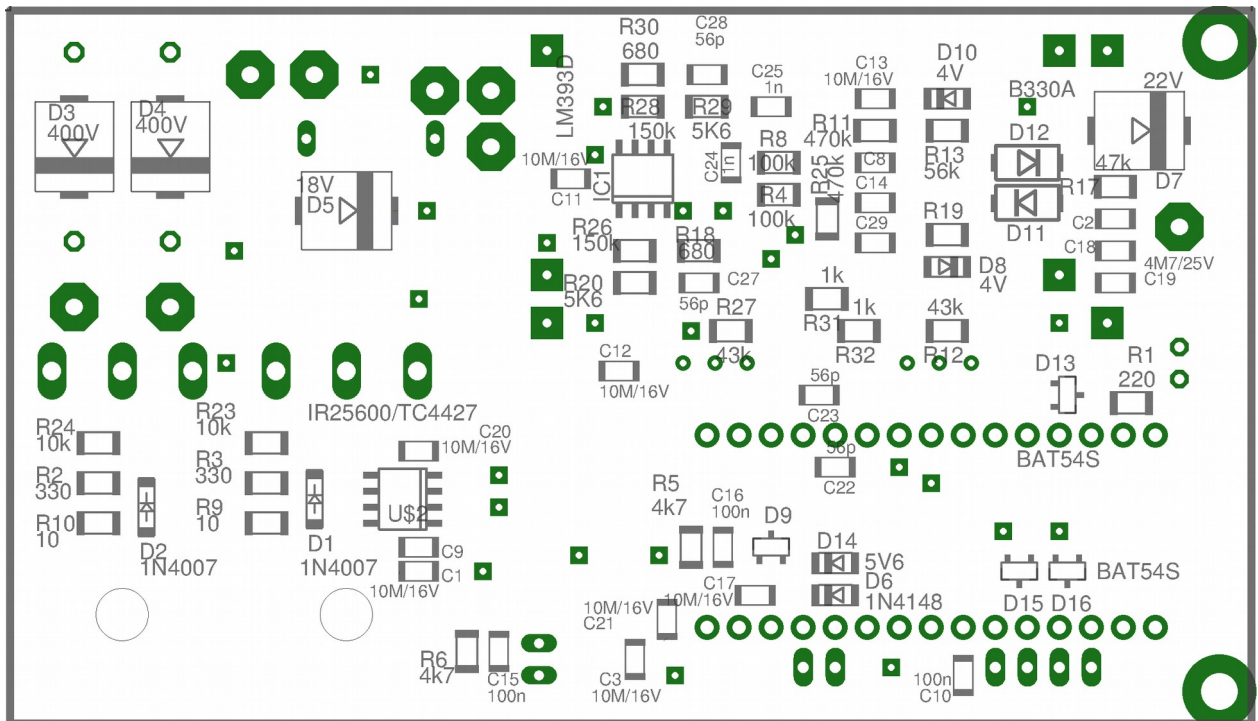 R30
680
C28
56p
LM393D
C25
1n
C13
10M/16V
D10
4V
B330A
22V
D3
400V
D4
400V
R28
150k
R29
5K6
R11
470k
D12
R8
100k
C24
1n
10M/16V
C11
IC1
R25
470k
C8
R13
56k
47k
R17
D7
18V
D5
R4
100k
C14
C29
R19
D11
C2
C18
C19
4M7/25V
R26
150k
R18
680
R20
5K6
56p
C27
D8
4V
1k
R31
1k
R32
43k
R12
R27
43k
C12
10M/16V
D13
R1
220
56p
C23
56p
C22
BAT54S
R24
10k
R23
10k
IR25600/TC4427
C20
10M/16V
R2
330
R3
330
R10
10
R9
10
U$2
D2
1N4007
D1
1N4007
C9
C1
10M/16V
R5
4k7
C16
100n
D9
D14
5V6
D6
1N4148
C17
10M/16V
BAT54S
D15
D16
10M/16V
C21
R6
4k7
C15
100n
C3
10M/16V
100n
C10